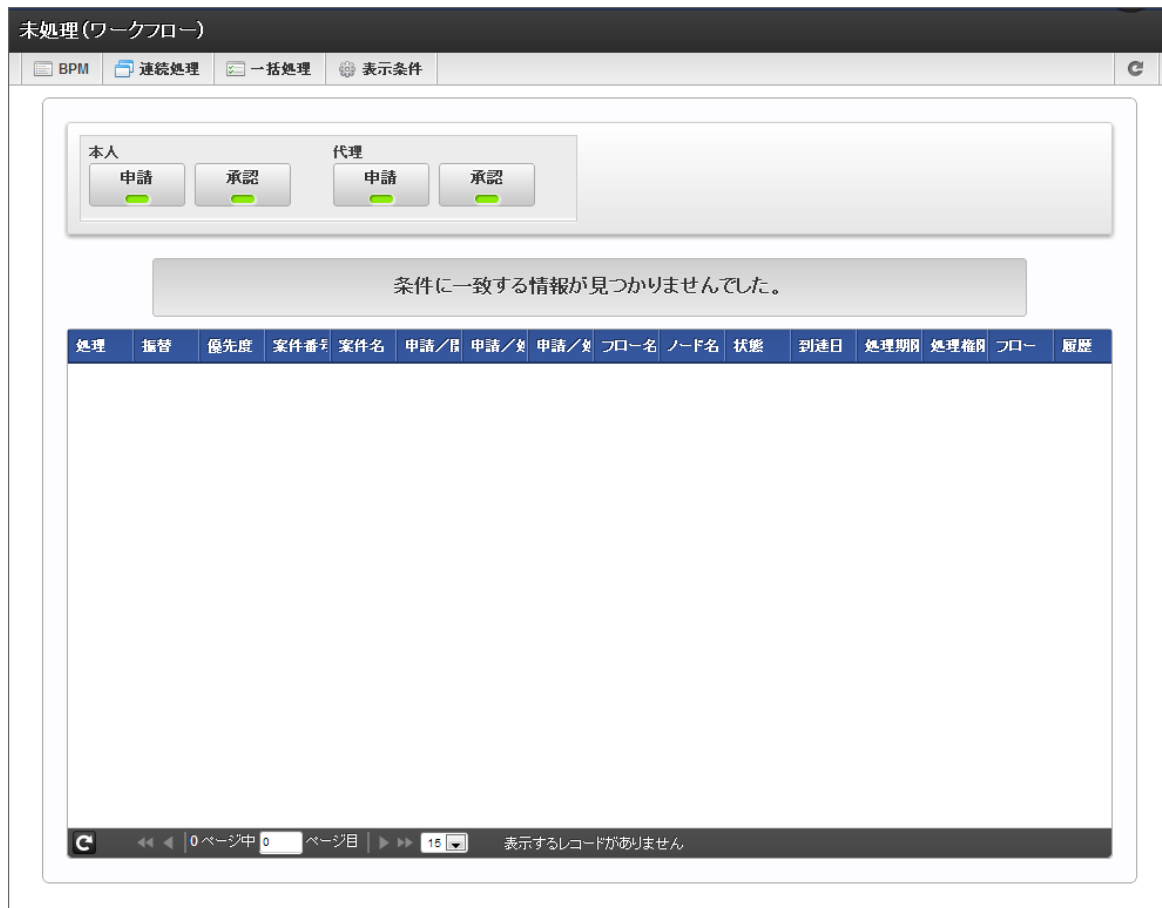 未処理(ワークフロー)
BPM 連続処理 一括処理 表示条件
本人 代理
申請 承認 申請 承認
条件に一致する情報が見つかりませんでした。
処理 振替 優先度 案件番 案件名 申請／ 申請／ 申請／ フロー名 ノード名 状態 到達日 処理期 処理権 フロー 履歴
0 ページ中 0 ページ目 15 表示するレコードがありません